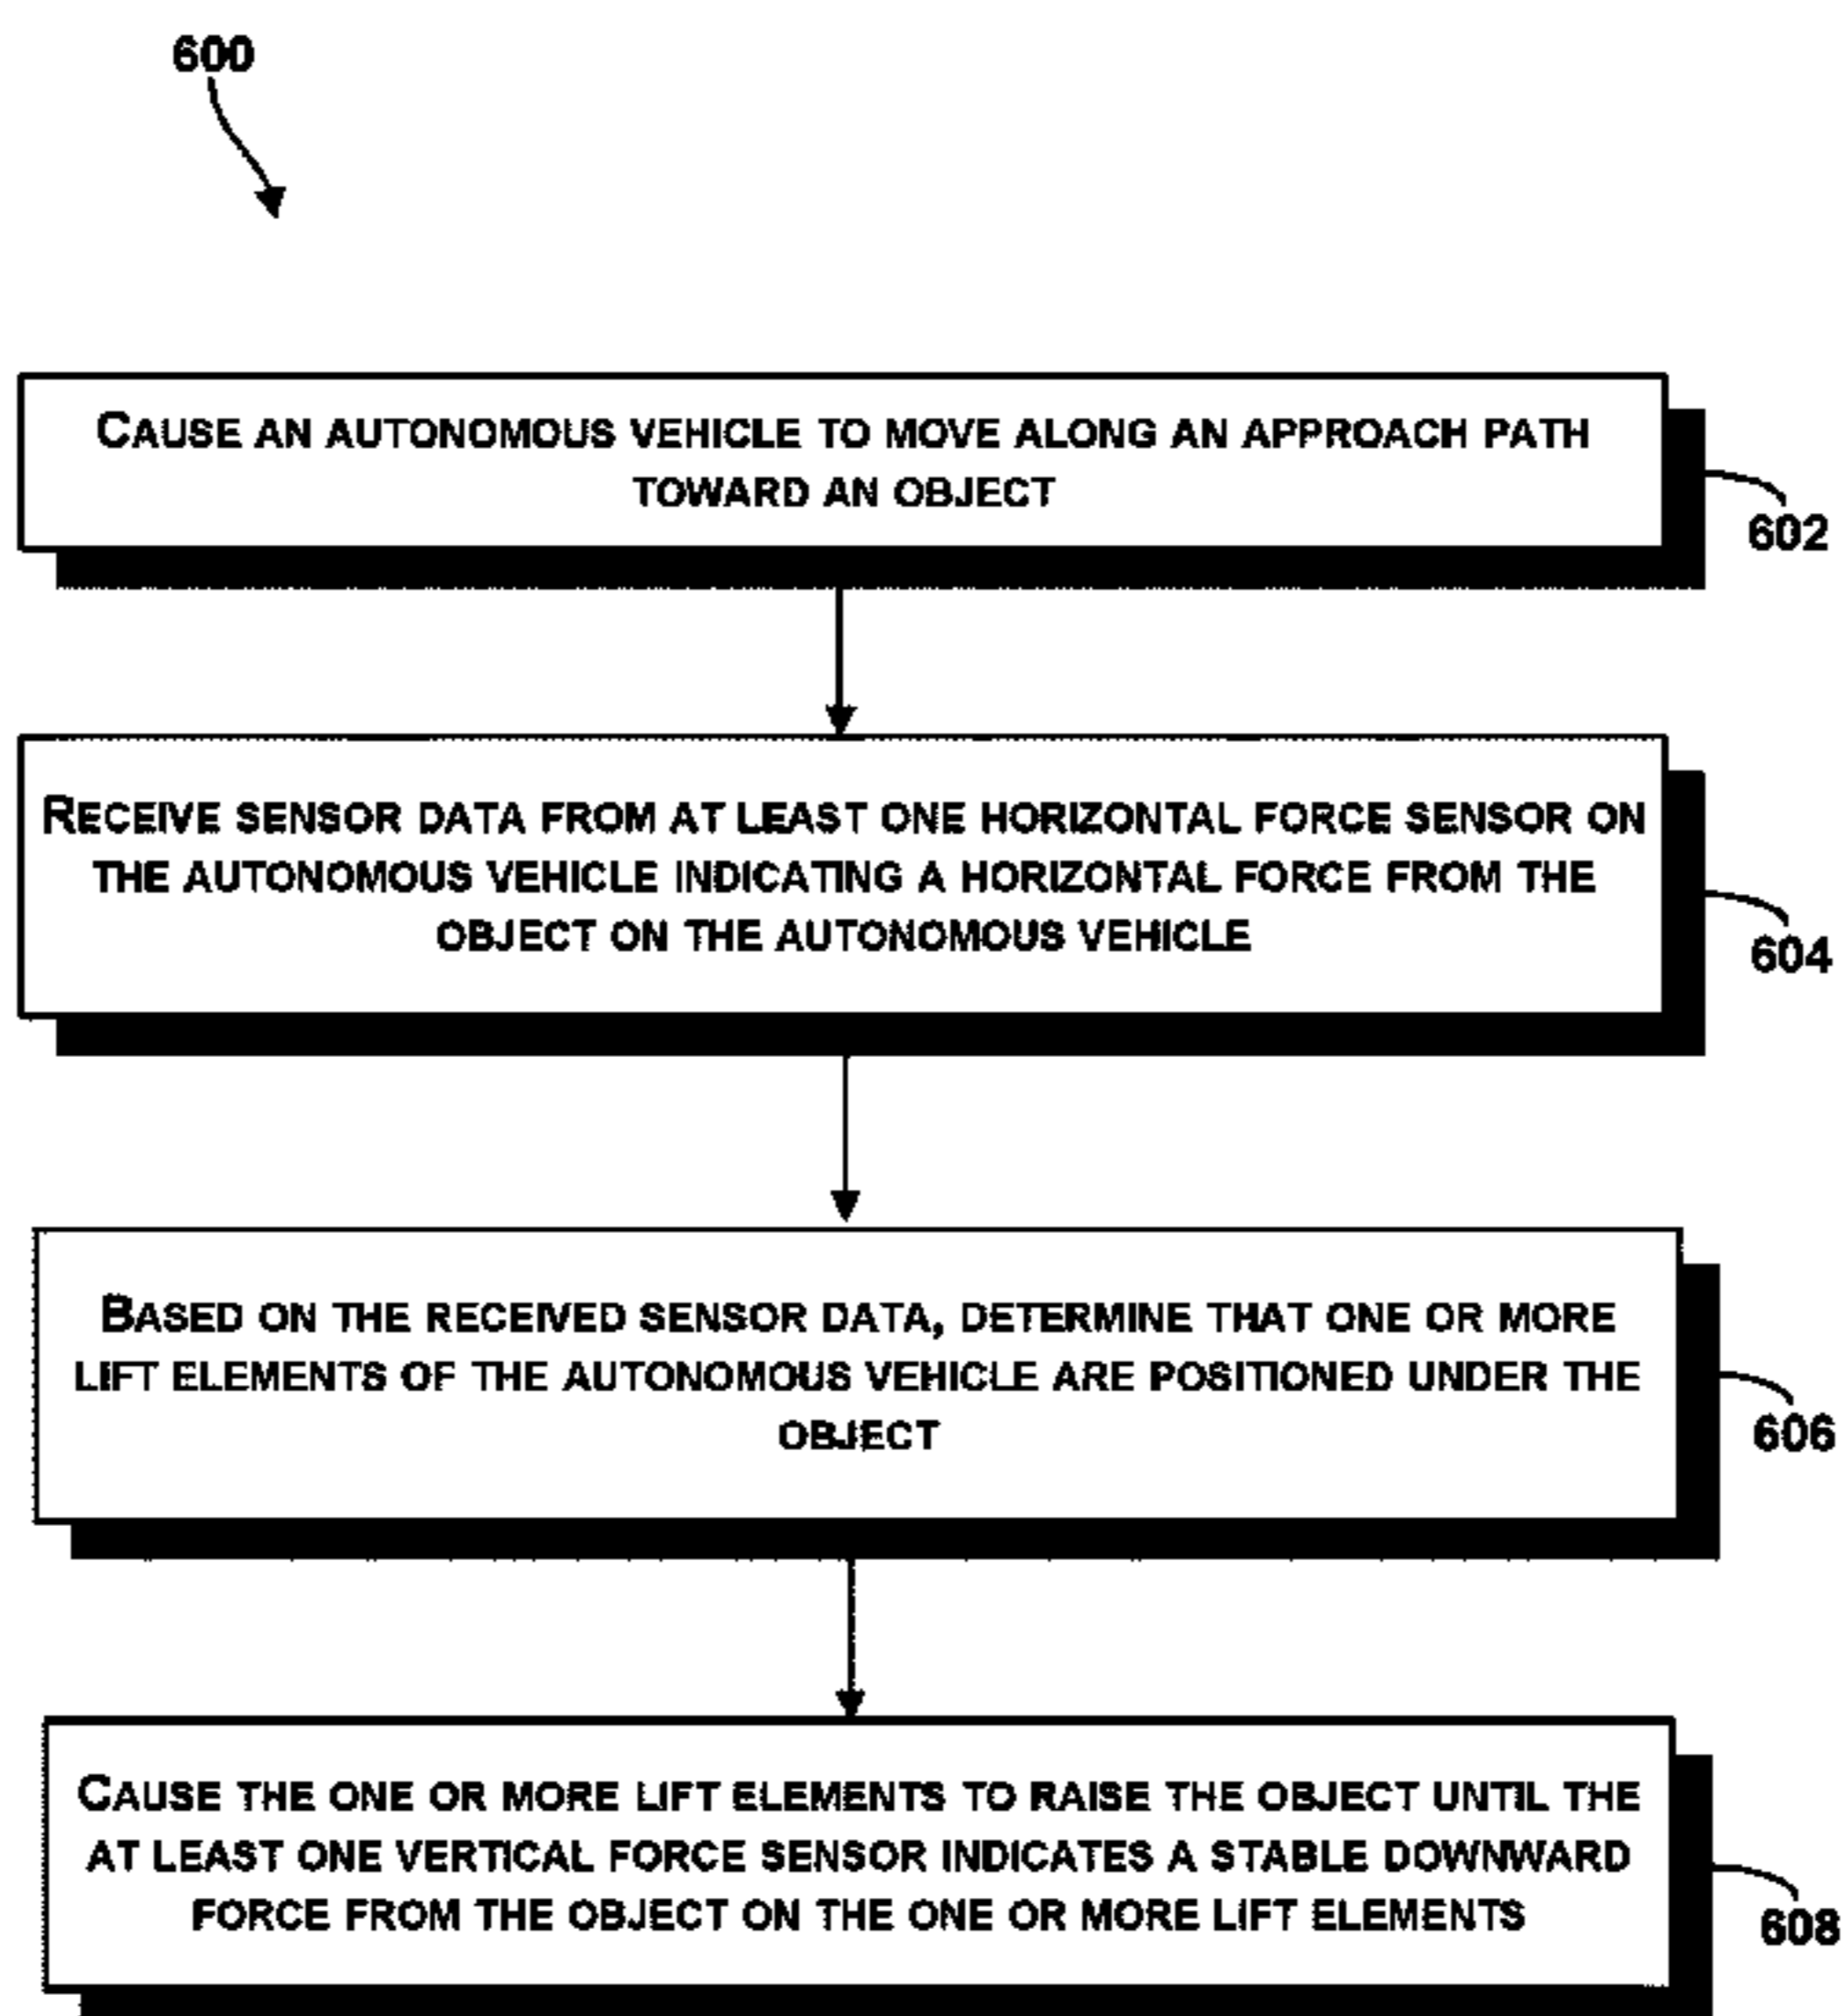 600
CAUSE AN AUTONOMOUS VEHICLE TO MOVE ALONG AN APPROACH PATH
TOWARD AN OBJECT
602
RECEIVE SENSOR DATA FROM AT LEAST ONE HORIZONTAL FORCE SENSOR ON
THE AUTONOMOUS VEHICLE INDICATING A HORIZONTAL FORCE FROM THE
OBJECT ON THE AUTONOMOUS VEHICLE
604
BASED ON THE RECEIVED SENSOR DATA, DETERMINE THAT ONE OR MORE
LIFT ELEMENTS OF THE AUTONOMOUS VEHICLE ARE POSITIONED UNDER THE
OBJECT
606
CAUSE THE ONE OR MORE LIFT ELEMENTS TO RAISE THE OBJECT UNTIL THE
AT LEAST ONE VERTICAL FORCE SENSOR INDICATES A STABLE DOWNWARD
FORCE FROM THE OBJECT ON THE ONE OR MORE LIFT ELEMENTS
608